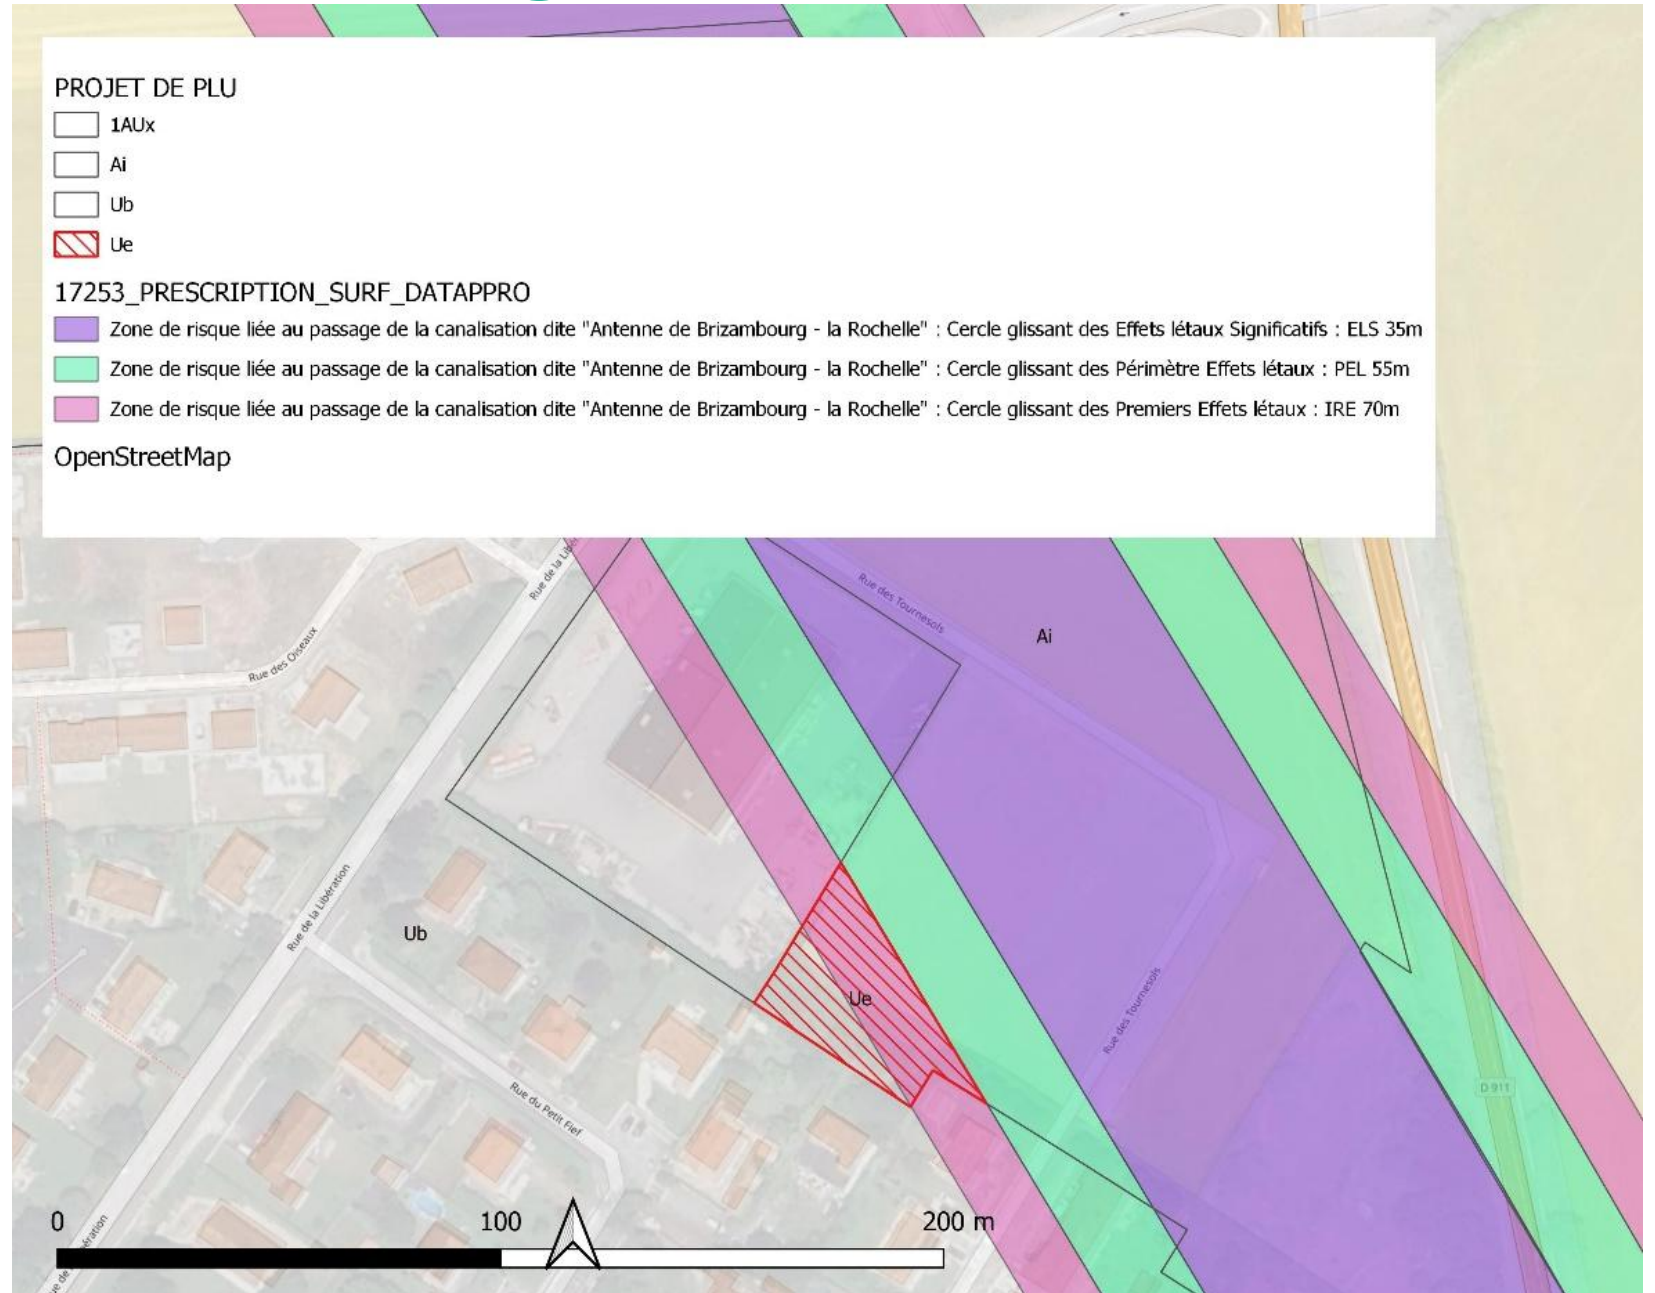 PROJET DE PLU
1AUx
Ai
Ub
Ue
17253_PRESCRIPTION_SURF_DATAPPRO
Zone de risque liée au passage de la canalisation dite "Antenne de Brizambourg - la Rochelle" : Cercle glissant des Effets létaux Significatifs : ELS 35m
Zone de risque liée au passage de la canalisation dite "Antenne de Brizambourg - la Rochelle" : Cercle glissant des Périmètre Effets létaux : PEL 55m
Zone de risque liée au passage de la canalisation dite "Antenne de Brizambourg - la Rochelle" : Cercle glissant des Premiers Effets létaux : IRE 70m
OpenStreetMap
Rue de la
Rue des Tournesols
Ai
Rue des Oiseaux
Rue de la Libération
Ub
Ue
Rue des Tournesols
D 911
Rue du Petit Fief
0
100
200 m